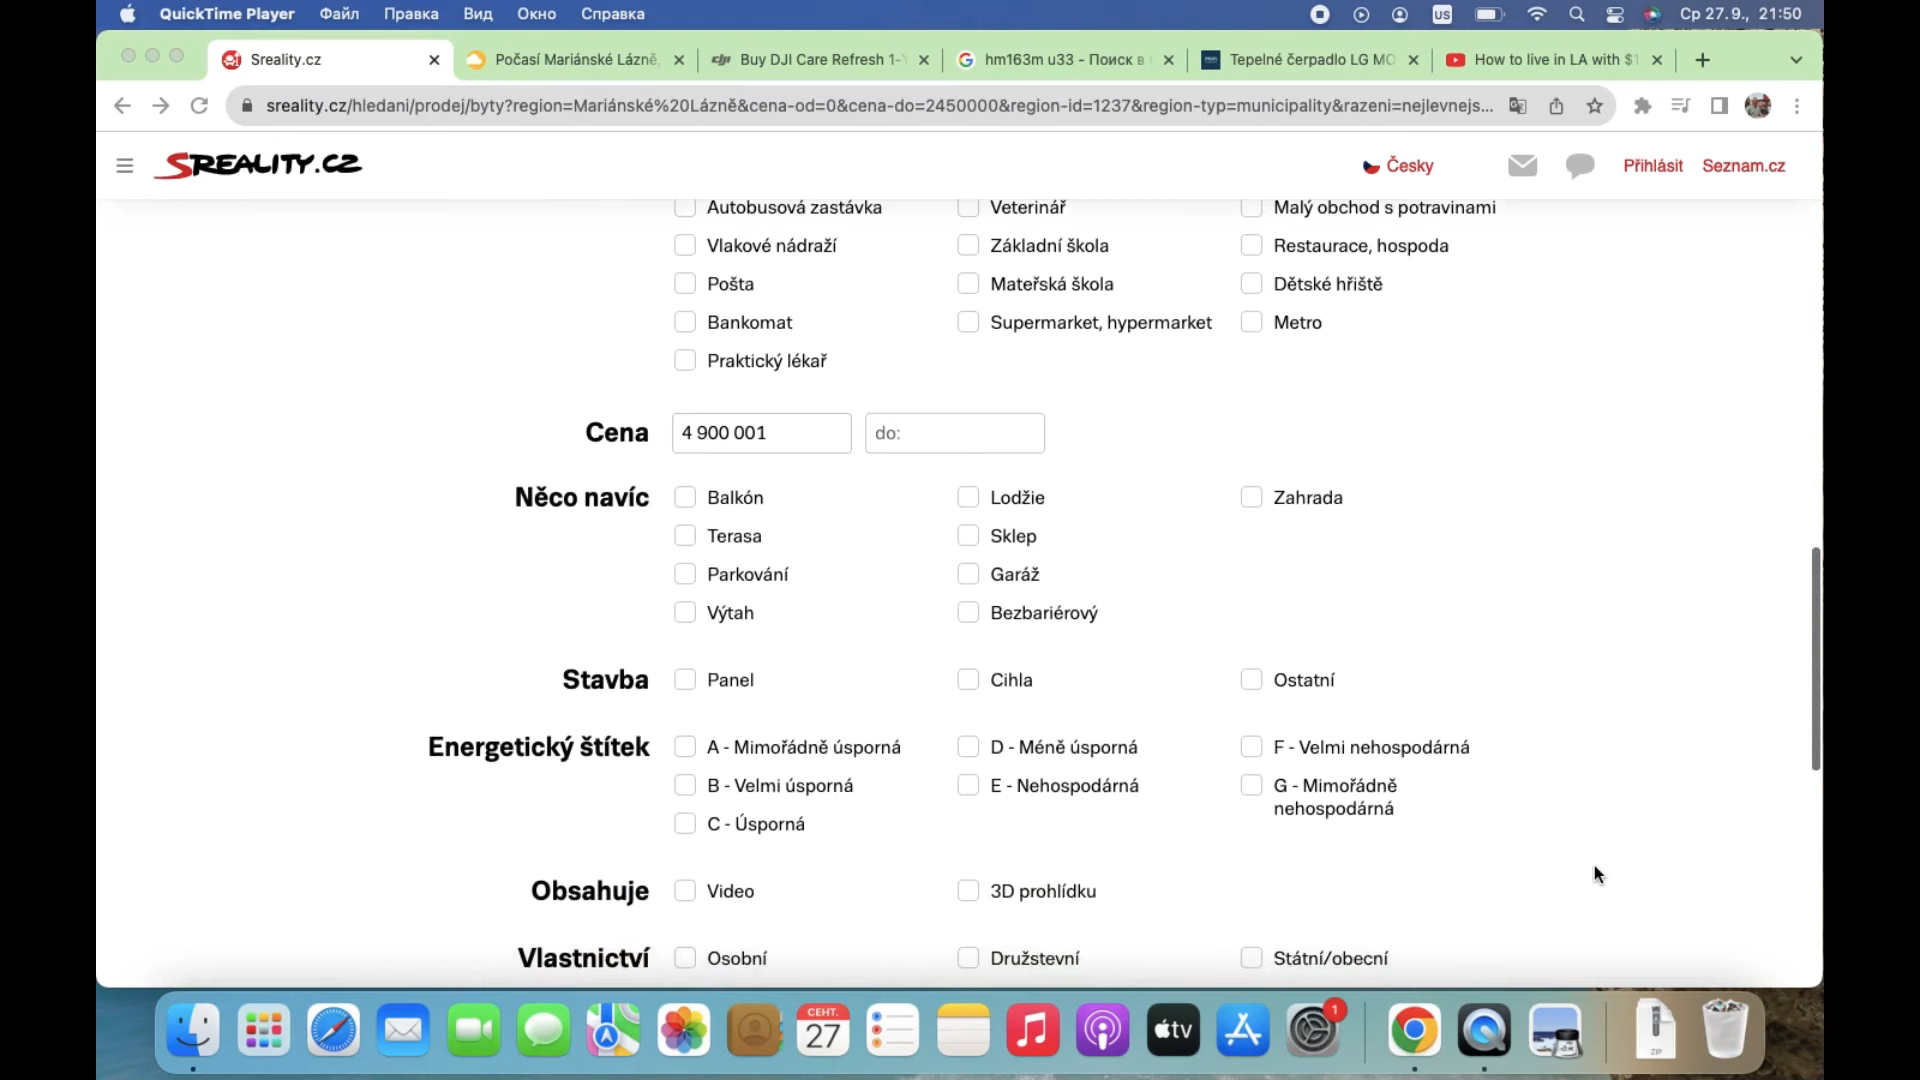 QuickTime Player Файл Правка Вид Окно Справка US Ср 27.9., 21:50
Sreality.cz Počasí Mariánské Lázně, Buy DJI Care Refresh 1- hm163m u33 - Поиск в Tepelné čerpadlo LG MO How to live in LA with $1
sreality.cz/hledani/prodej/byty?region=Mariánské%20Lázně&cena-od=0&cena-do=2450000&region-id=1237&region-typ=municipality&razeni=nejlevnejs...
SREALITY.CZ Česky Přihlásit Seznam.cz
Autobusová zastávka Veterinář Malý obchod s potravinami
Vlakové nádraží Základní škola Restaurace, hospoda
Pošta Mateřská škola Dětské hřiště
Bankomat Supermarket, hypermarket Metro
Praktický lékař
Cena 4 900 001 do:
Něco navíc Balkón Lodžie Zahrada
Terasa Sklep
Parkování Garáž
Výtah Bezbariérový
Stavba Panel Cihla Ostatní
Energetický štítek A - Mimořádně úsporná D - Méně úsporná F - Velmi nehospodárná
B - Velmi úsporná E - Nehospodárná G - Mimořádně
nehospodárná
C - Úsporná
Obsahuje Video 3D prohlídku
Vlastnictví Osobní Družstevní Státní/obecní
СЕНТ.
27 tv 1 ZIP